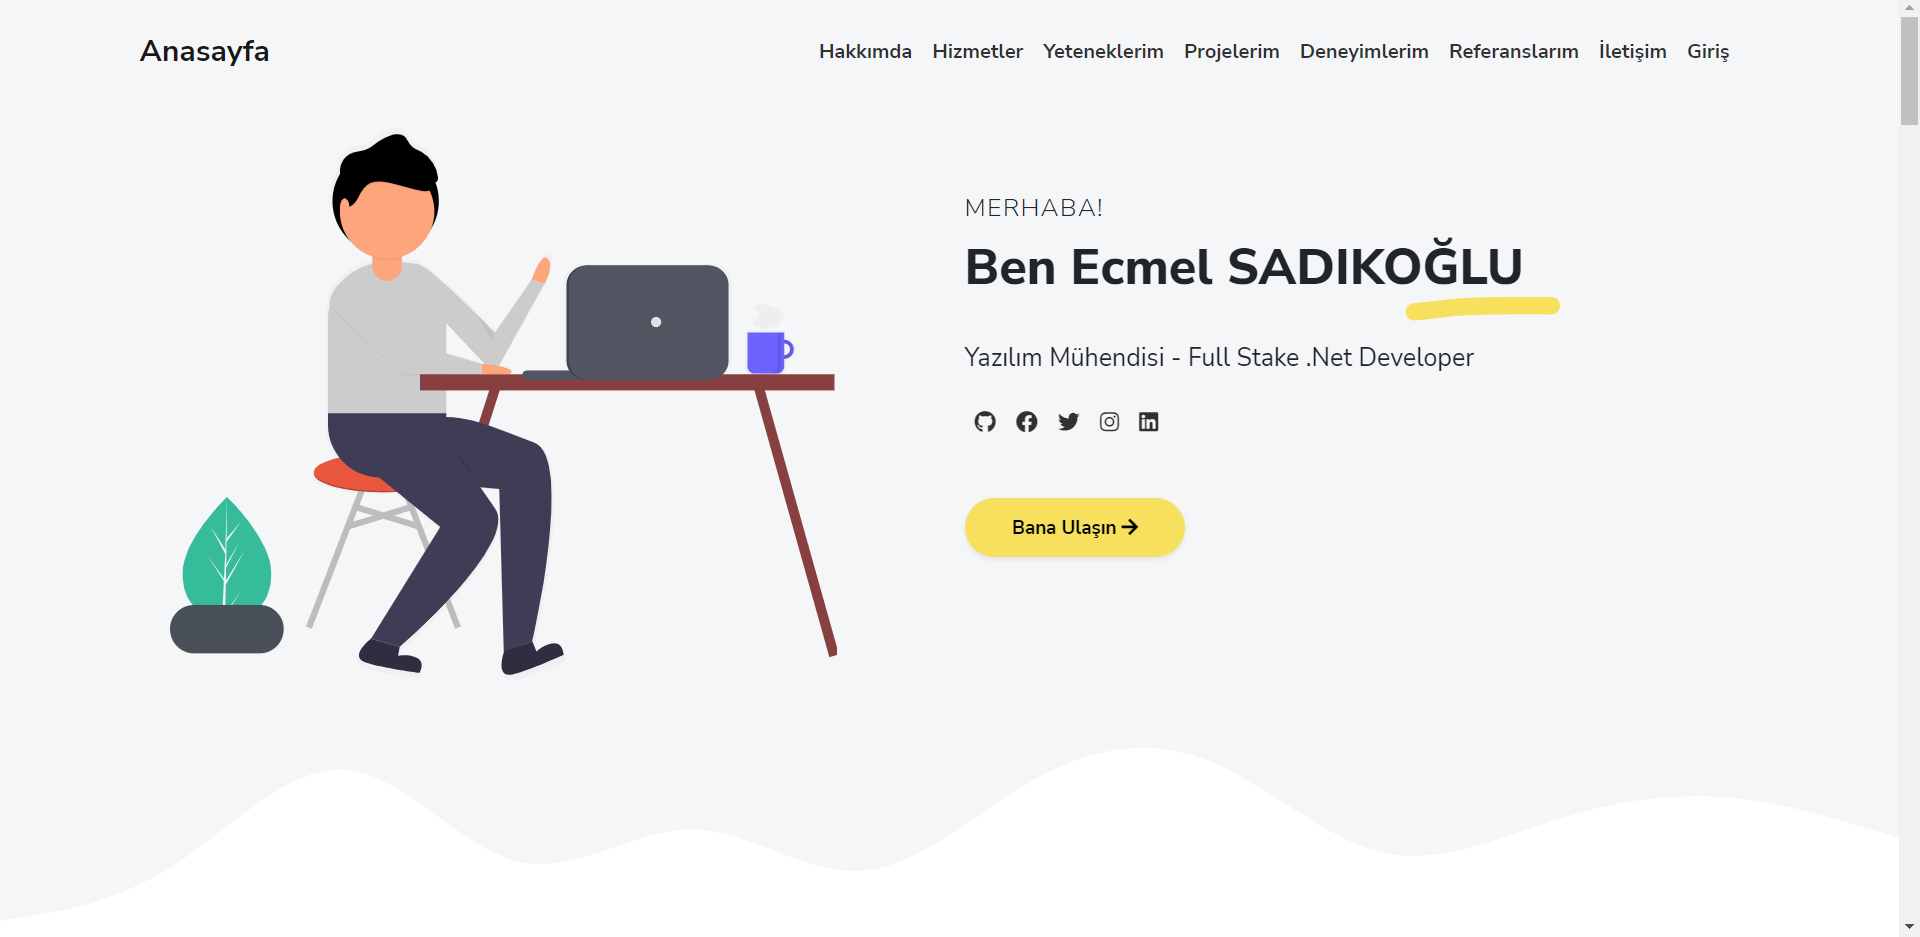 Anasayfa
Hakkımda Hizmetler Yeteneklerim Projelerim Deneyimlerim Referanslarım İletişim Giriş
MERHABA!
Ben Ecmel SADIKOĞLU
Yazılım Mühendisi - Full Stake .Net Developer
Bana Ulaşın